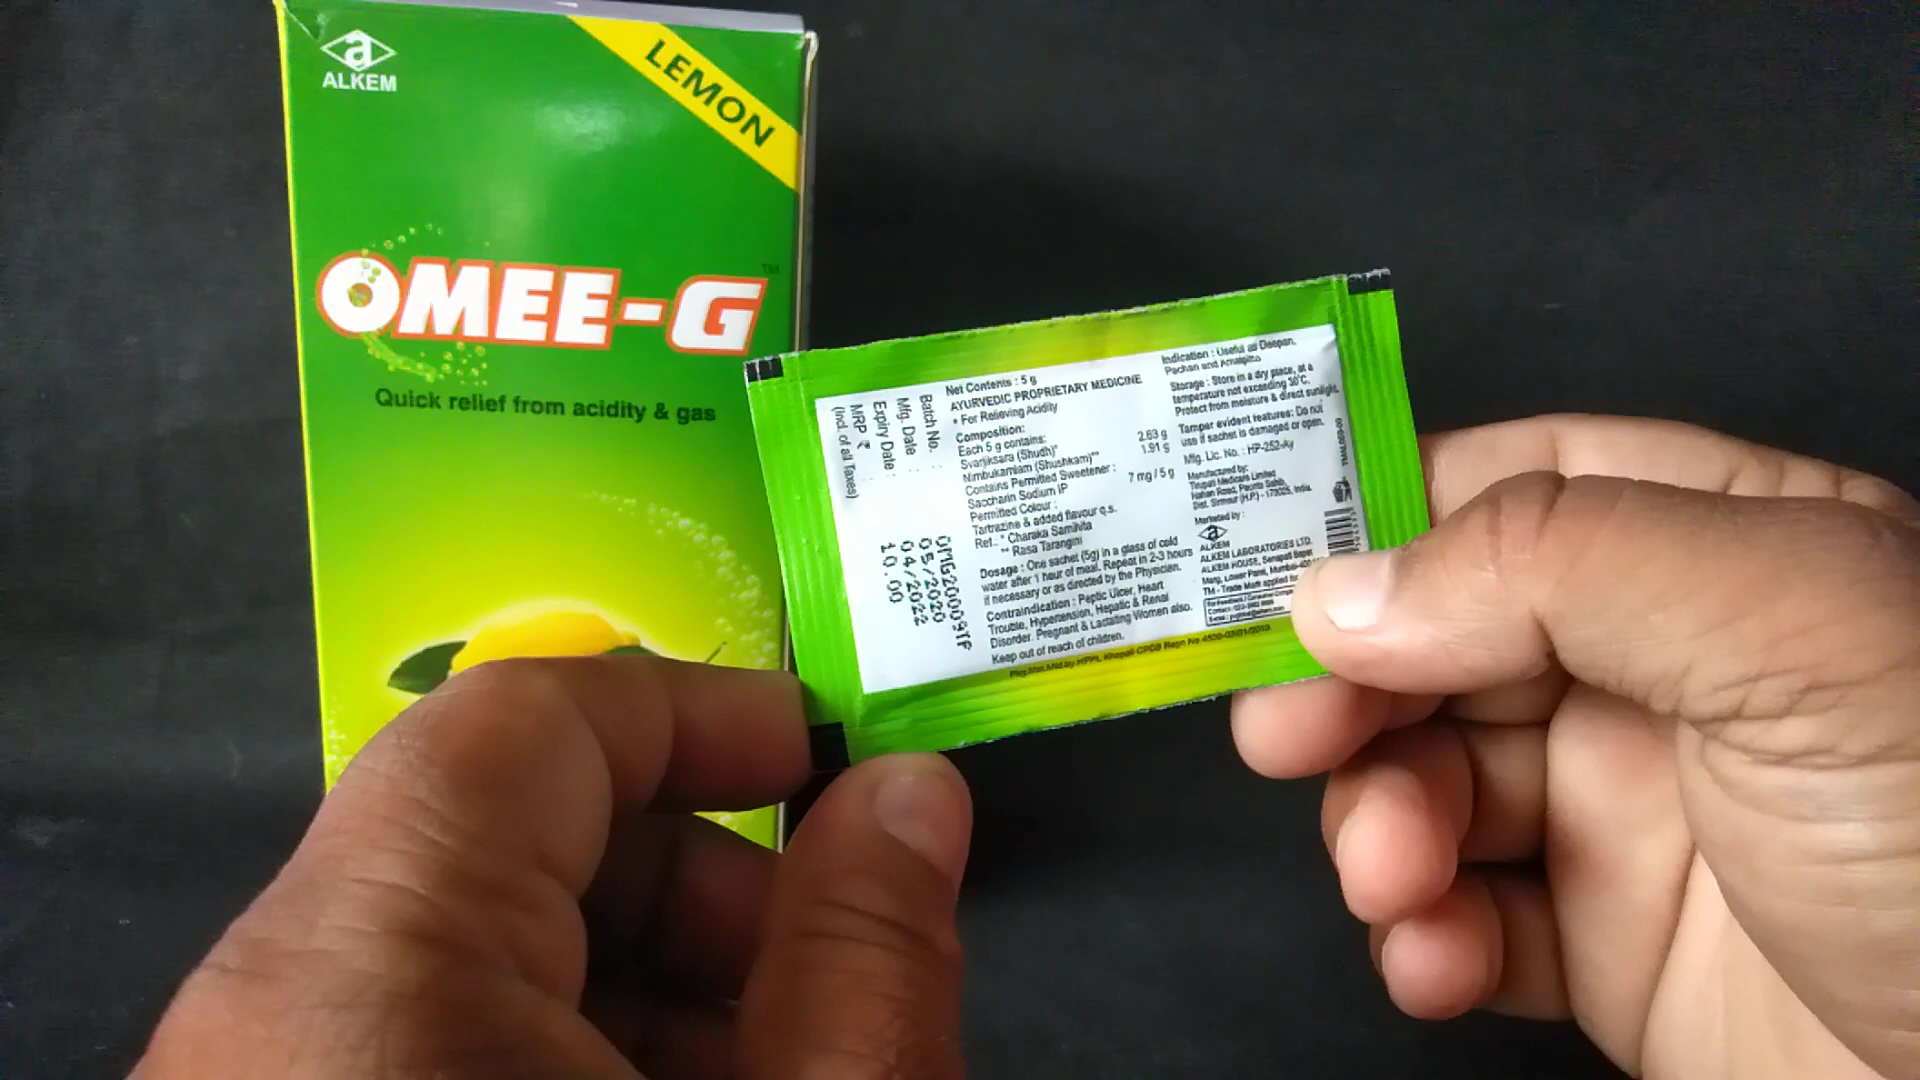 ALKEM
LEMON
OMEE-G
TM
Quick relief from acidity & gas
Net Contents : 5 g
AYURVEDIC PROPRIETARY MEDICINE
* For Relieving Acidity
Composition:
Each 5 g contains:
Svarjiksara (Shudh)* 2.63 g
Nimbukamlam (Shushkam)** 1.91 g
Contains Permitted Sweetener :
Saccharin Sodium IP 7 mg / 5 g
Permitted Colour :
Tartrazine & added flavour q.s.
Ref.. * Charaka Samihita
** Rasa Tarangini
Dosage : One sachet (5g) in a glass of cold
water after 1 hour of meal. Repeat in 2-3 hours
if necessary or as directed by the Physician.
Contraindication : Peptic Ulcer, Heart
Trouble, Hypertension, Hepatic & Renal
Disorder. Pregnant & Lactating Women also.
Keep out of reach of children.
Indication : Useful as Deepan,
Pachan and Amalpitta
Storage : Store in a dry place, at a
temperature not exceeding 30°C.
Protect from moisture & direct sunlight.
Tamper evident features: Do not
use if sachet is damaged or open.
Mfg. Lic. No. : HP-252-Ay
Manufactured by:
Tirupati Medicare Limited
Nahan Road, Paonta Sahib,
Dist. Sirmour (H.P.) - 173025, India.
Marketed by :
ALKEM
ALKEM LABORATORIES LTD.
ALKEM HOUSE, Senapati Bapat
Marg, Lower Parel, Mumbai-400
TM - Trade Mark applied for
Batch No. : OMG20009TP
Mfg. Date : 05/2020
Expiry Date : 04/2022
MRP ₹ 10.00
(Incl. of all Taxes)